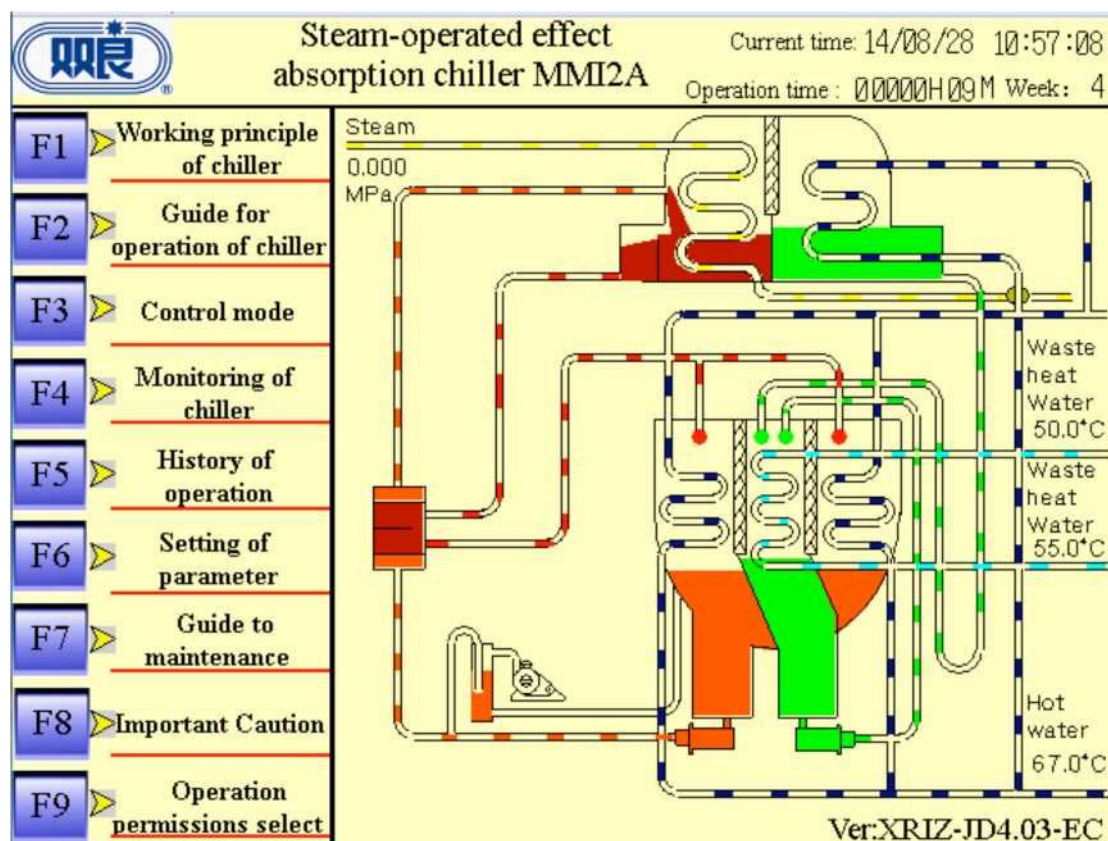 双良
®
Steam-operated effect
absorption chiller MMI2A
Current time: 14/08/28 10:57:08
Operation time : 00000H09M Week: 4
F1
Working principle
of chiller
F2
Guide for
operation of chiller
F3
Control mode
F4
Monitoring of
chiller
F5
History of
operation
F6
Setting of
parameter
F7
Guide to
maintenance
F8
Important Caution
F9
Operation
permissions select
Steam
0.000
MPa
Waste
heat
Water
50.0°C
Waste
heat
Water
55.0°C
Hot
water
67.0°C
Ver:XRIZ-JD4.03-EC